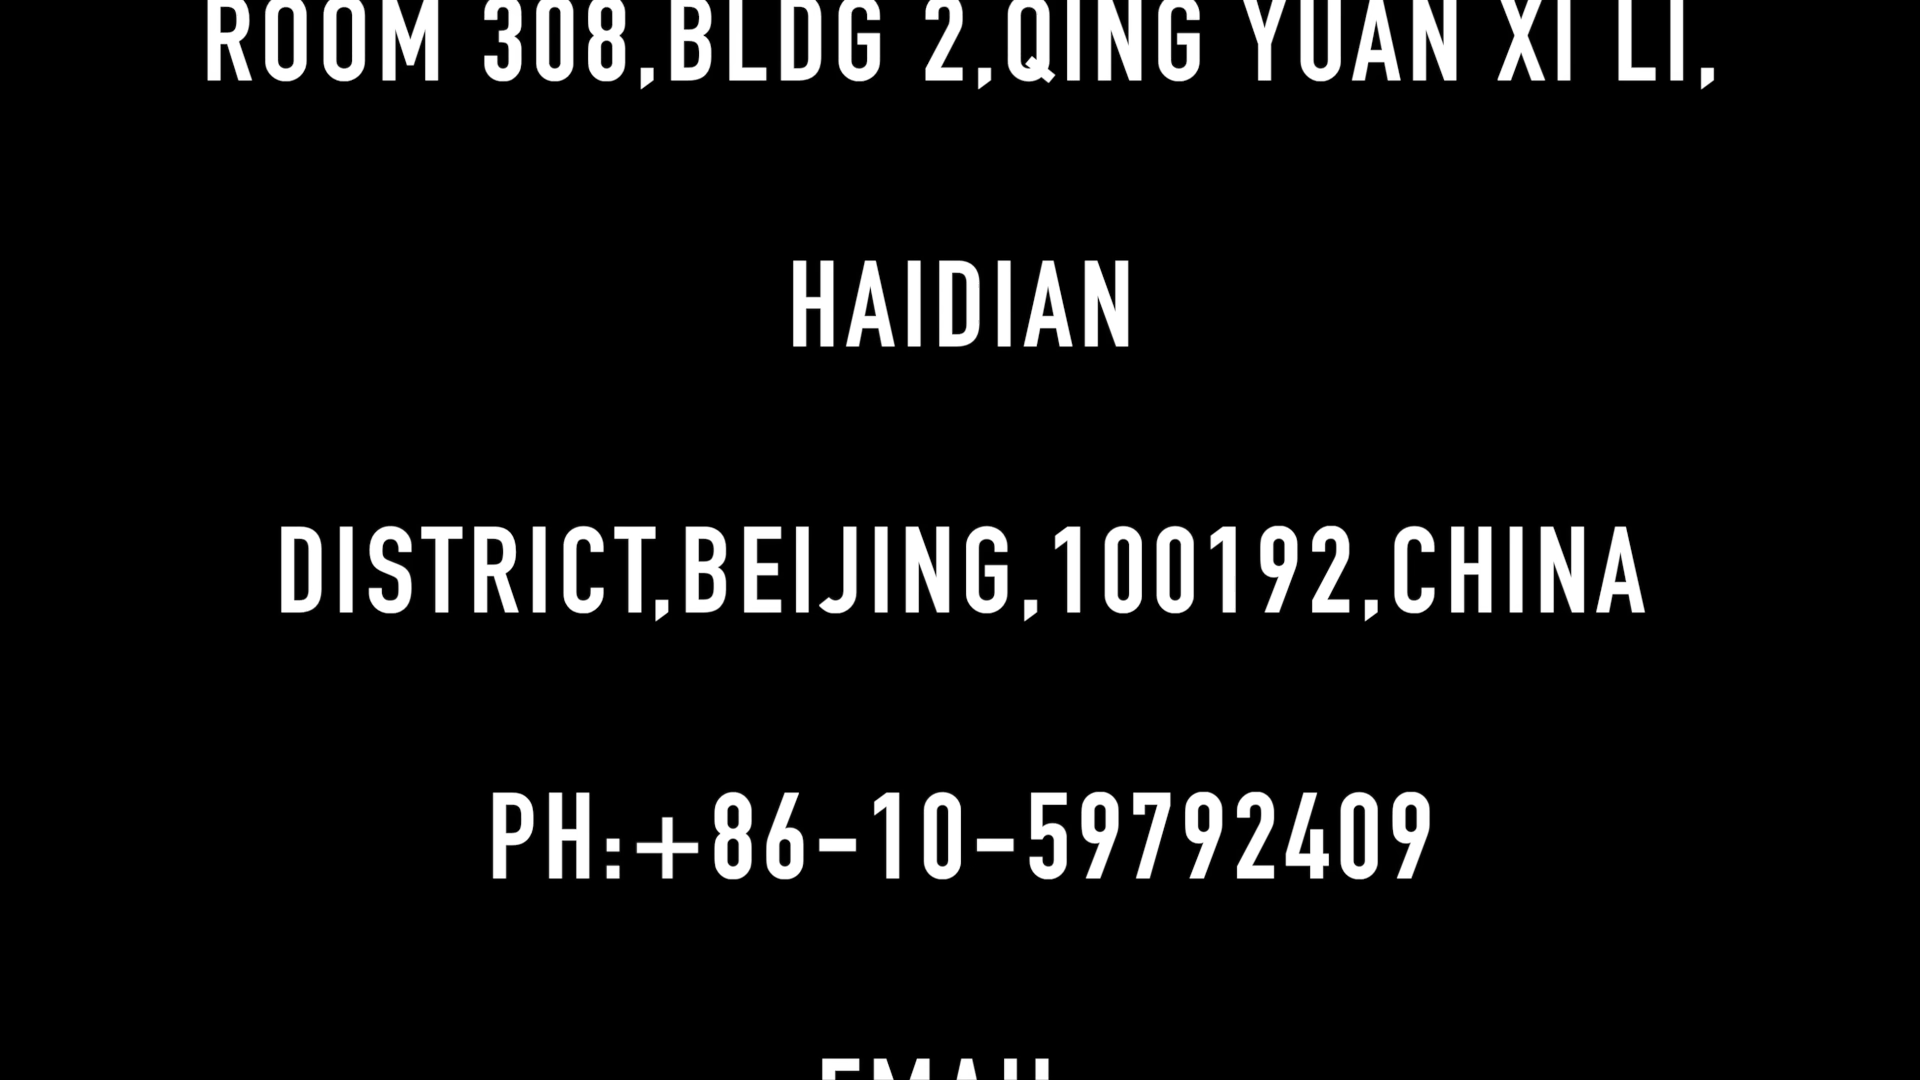 ROOM 308,BLDG 2,QING YUAN XI LI,
HAIDIAN
DISTRICT,BEIJING,100192,CHINA
PH:+86-10-59792409